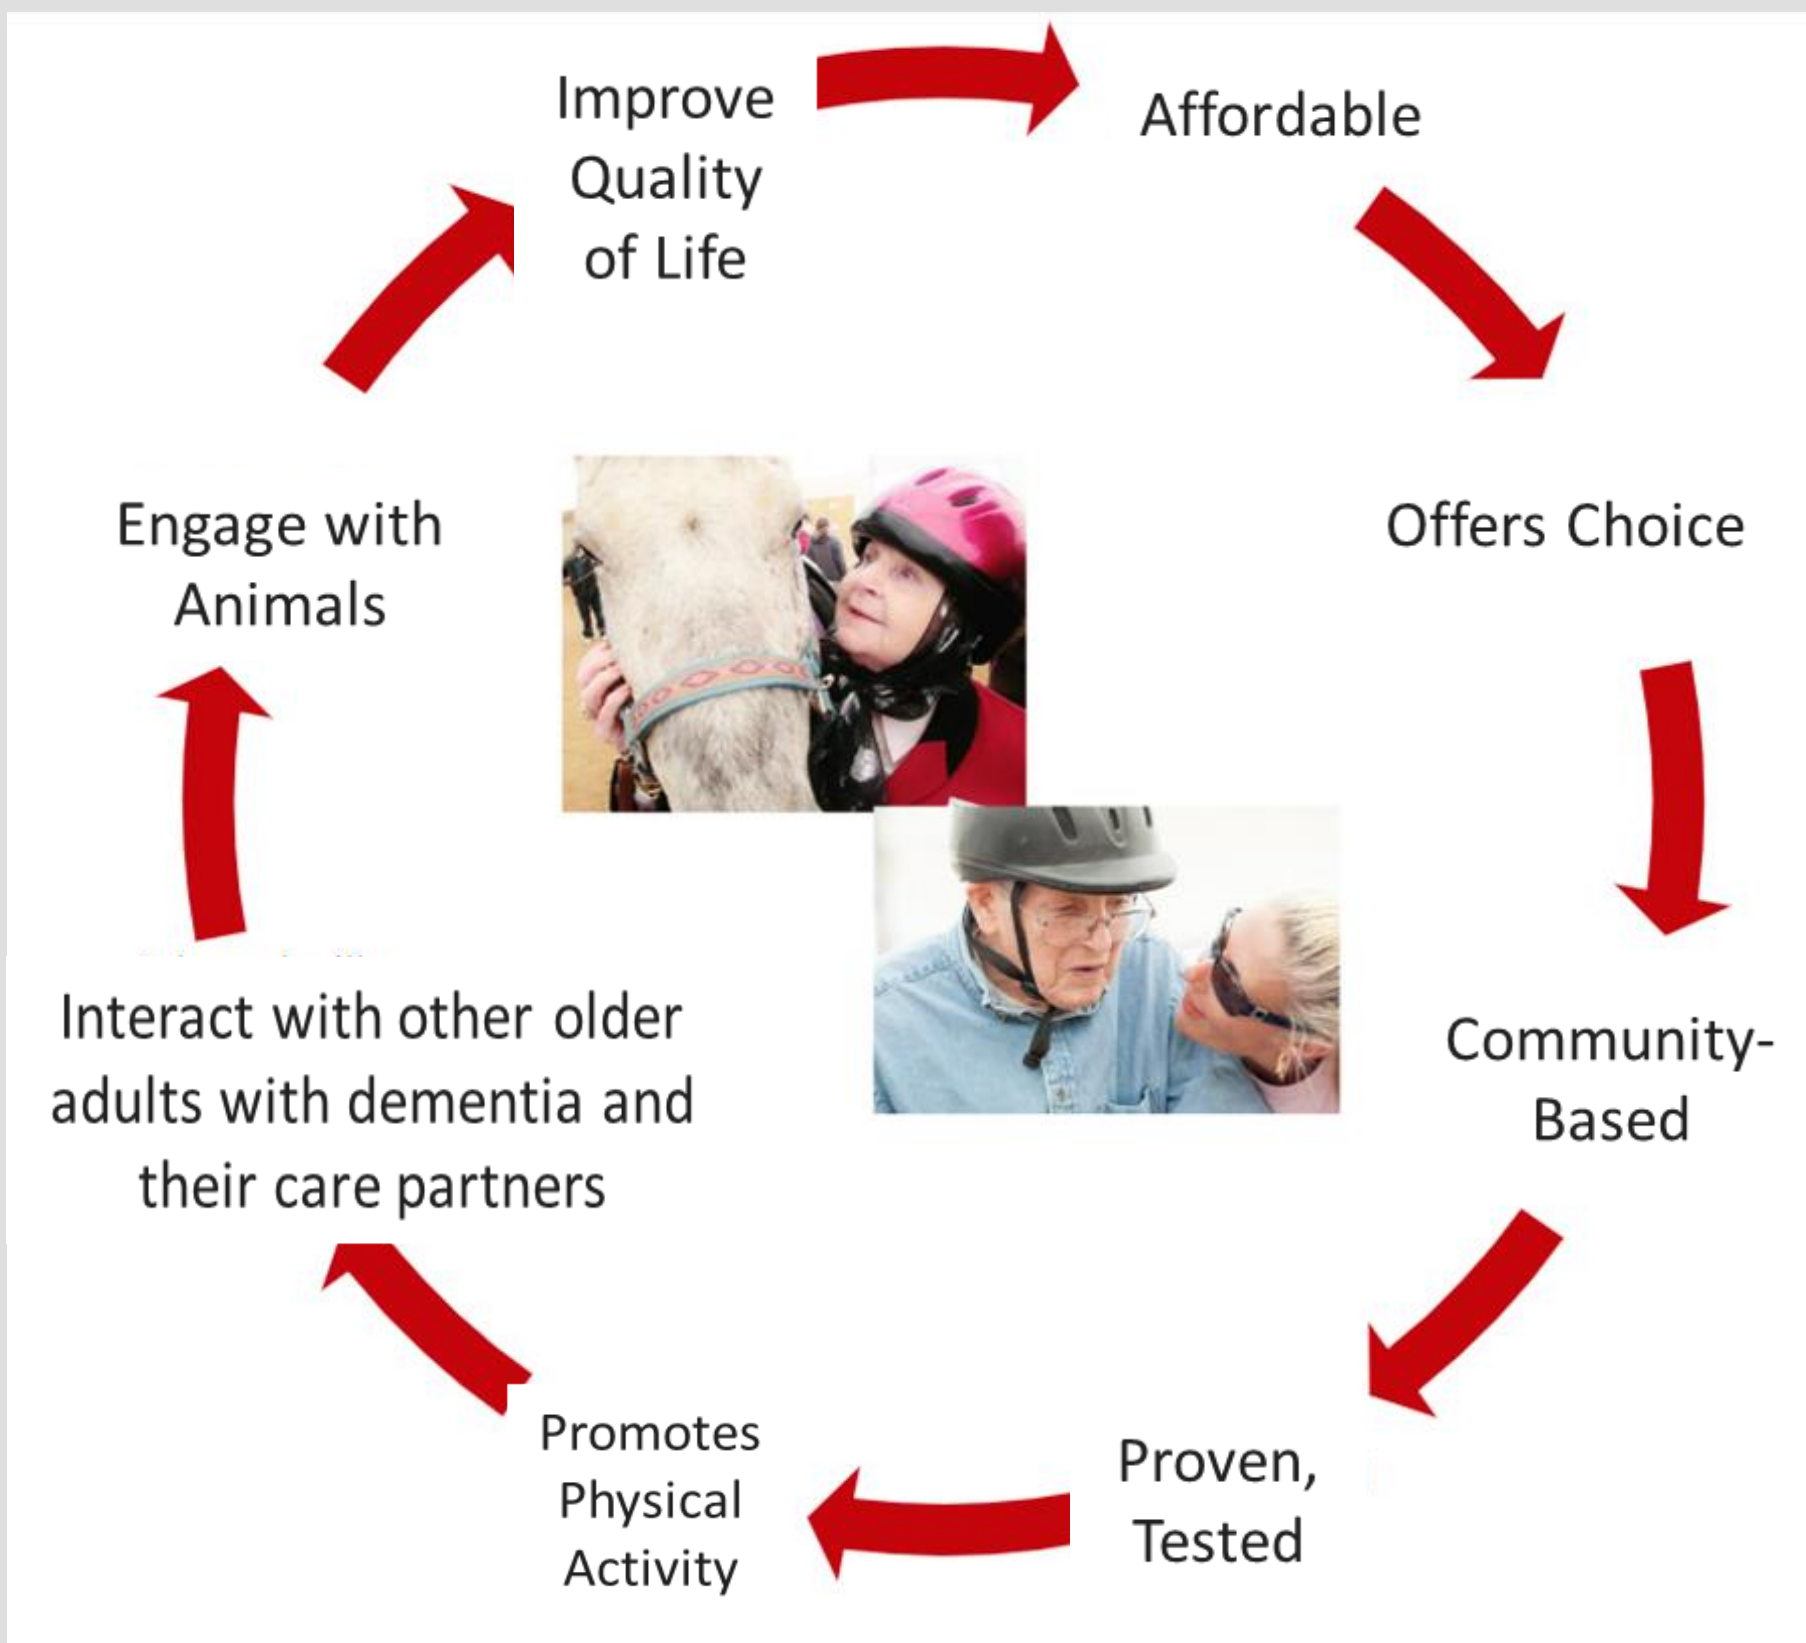 Improve
Quality
of Life
Affordable
Offers Choice
Community-
Based
Proven,
Tested
Promotes
Physical
Activity
Interact with other older
adults with dementia and
their care partners
Engage with
Animals